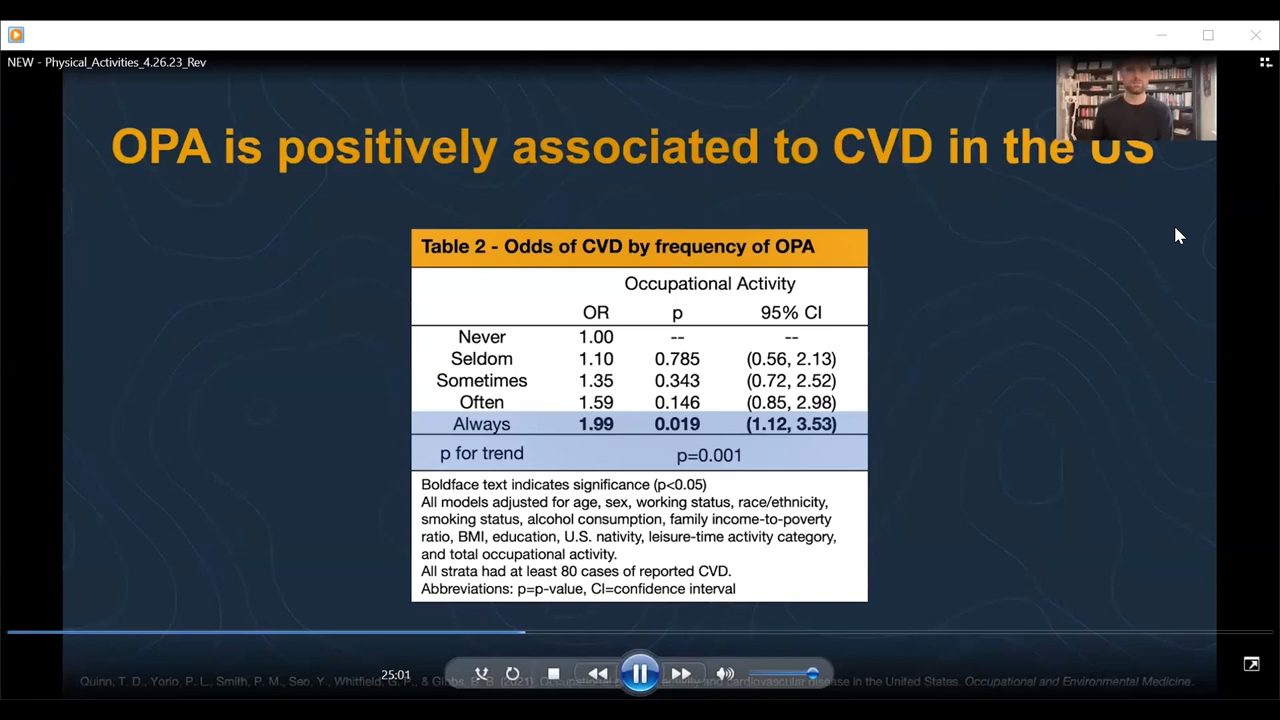 NEW - Physical_Activities_4.26.23_Rev
OPA is positively associated to CVD in the US
Table 2 - Odds of CVD by frequency of OPA
Occupational Activity
OR p 95% CI
Never 1.00 -- --
Seldom 1.10 0.785 (0.56, 2.13)
Sometimes 1.35 0.343 (0.72, 2.52)
Often 1.59 0.146 (0.85, 2.98)
Always 1.99 0.019 (1.12, 3.53)
p for trend p=0.001
Boldface text indicates significance (p<0.05)
All models adjusted for age, sex, working status, race/ethnicity,
smoking status, alcohol consumption, family income-to-poverty
ratio, BMI, education, U.S. nativity, leisure-time activity category,
and total occupational activity.
All strata had at least 80 cases of reported CVD.
Abbreviations: p=p-value, CI=confidence interval
25:01
Quinn, T. D., Yorio, P. L., Smith, P. M., Seo, Y., Whitfield, G. P., & Gibbs, B. B. (2021). Occupational activity and cardiovascular disease in the United States. Occupational and Environmental Medicine.